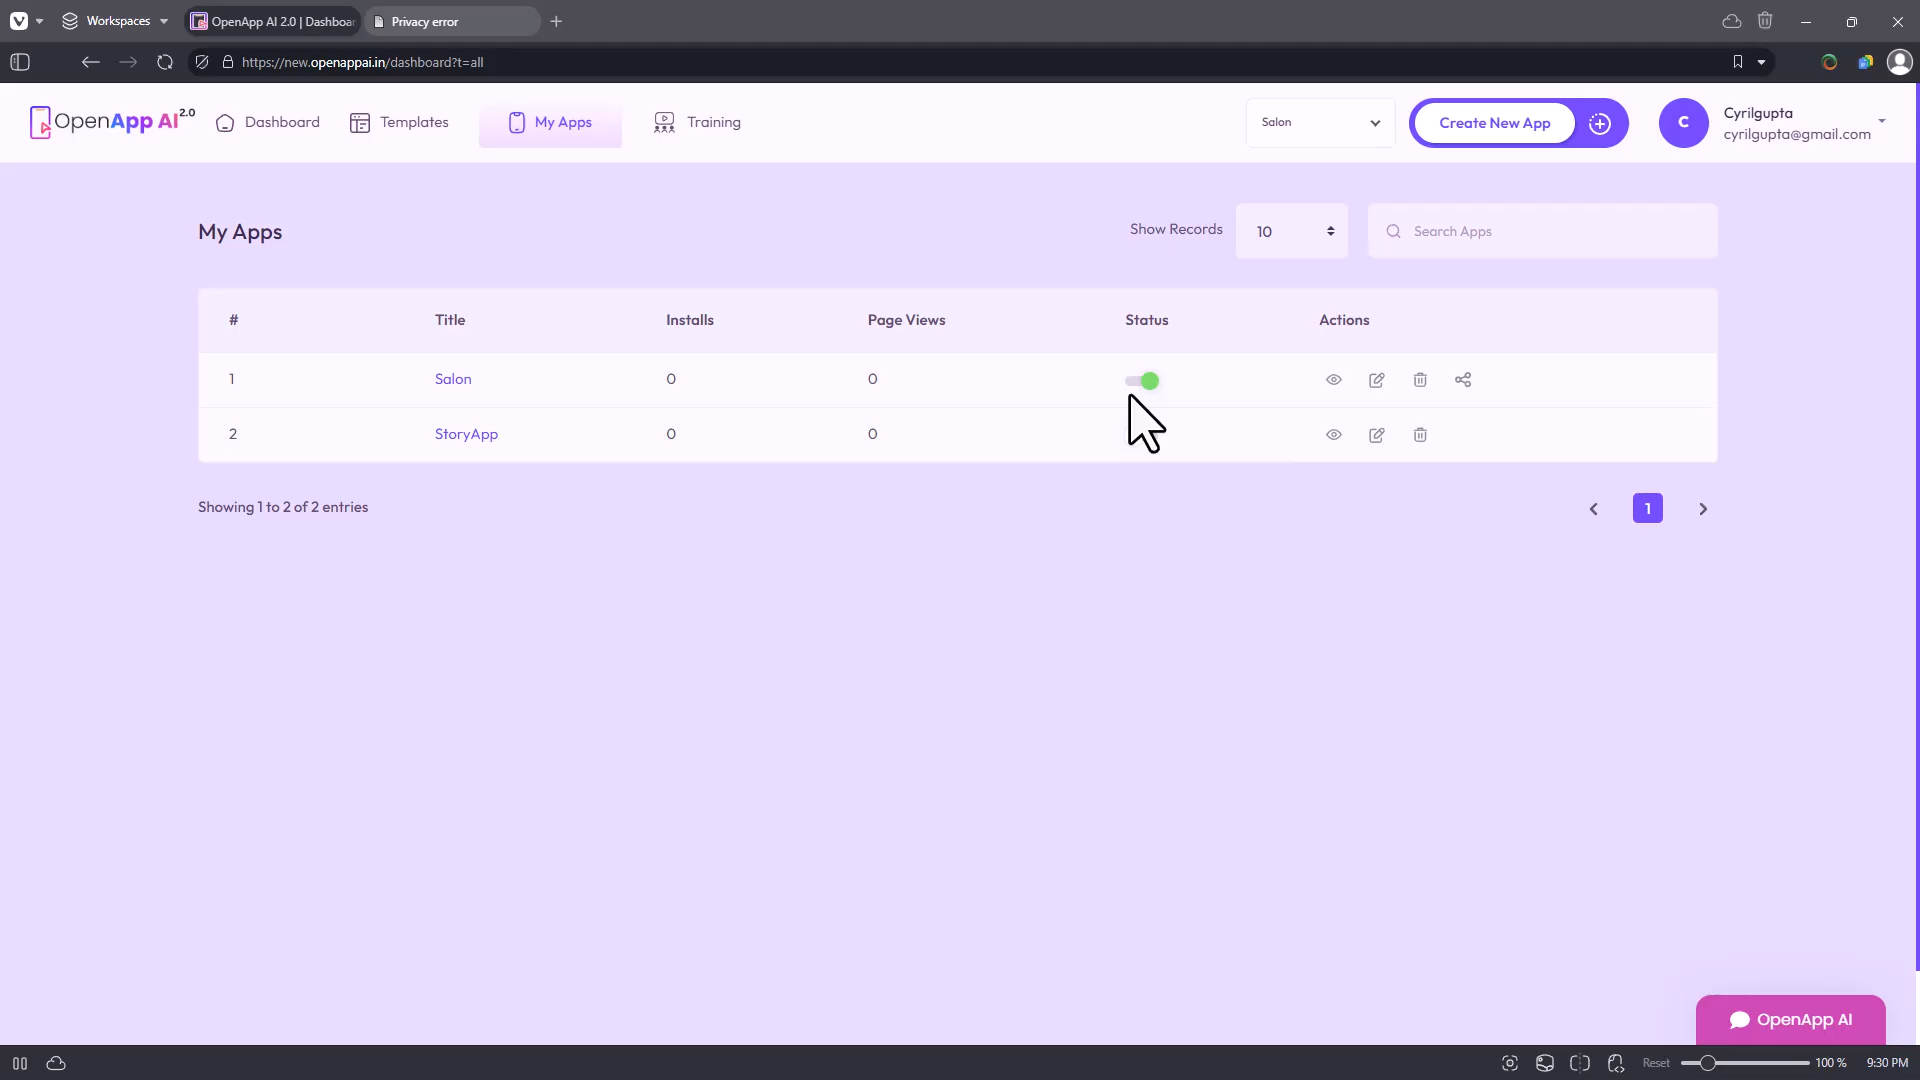 Workspaces
OpenApp AI 2.0 | Dashboar
Privacy error
https://new.openappai.in/dashboard?t=all
OpenApp AI 2.0
Dashboard
Templates
My Apps
Training
Salon
Create New App
C
Cyrilgupta
cyrilgupta@gmail.com
My Apps
Show Records
10
Search Apps
# Title Installs Page Views Status Actions
1 Salon 0 0
2 StoryApp 0 0
Showing 1 to 2 of 2 entries
1
OpenApp AI
Reset
100 %
9:30 PM